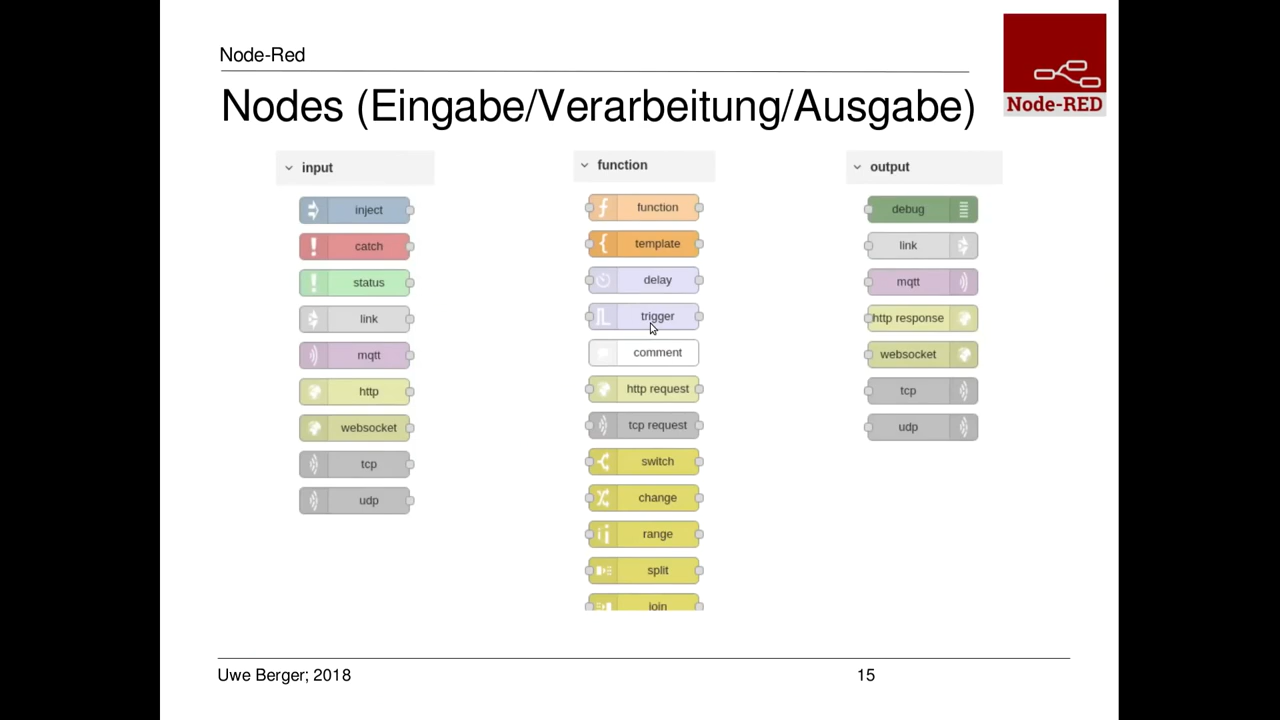 Node-Red
Nodes (Eingabe/Verarbeitung/Ausgabe)
Node-RED
input
inject
catch
status
link
mqtt
http
websocket
tcp
udp
function
function
template
delay
trigger
comment
http request
tcp request
switch
change
range
split
join
output
debug
link
mqtt
http response
websocket
tcp
udp
Uwe Berger; 2018
15